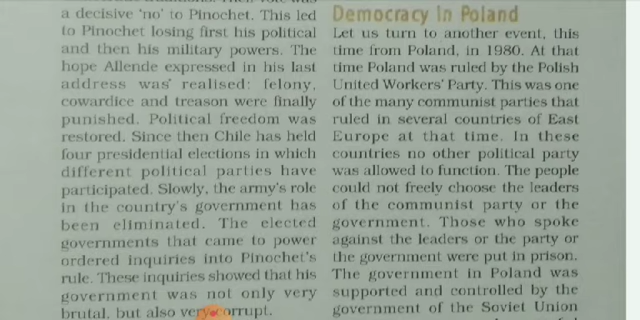 a decisive 'no' to Pinochet. This led
to Pinochet losing first his political
and then his military powers. The
hope Allende expressed in his last
address was realised: felony,
cowardice and treason were finally
punished. Political freedom was
restored. Since then Chile has held
four presidential elections in which
different political parties have
participated. Slowly, the army's role
in the country's government has
been eliminated. The elected
governments that came to power
ordered inquiries into Pinochet's
rule. These inquiries showed that his
government was not only very
brutal, but also very corrupt.
Democracy in Poland
Let us turn to another event, this
time from Poland, in 1980. At that
time Poland was ruled by the Polish
United Workers' Party. This was one
of the many communist parties that
ruled in several countries of East
Europe at that time. In these
countries no other political party
was allowed to function. The people
could not freely choose the leaders
of the communist party or the
government. Those who spoke
against the leaders or the party or
the government were put in prison.
The government in Poland was
supported and controlled by the
government of the Soviet Union